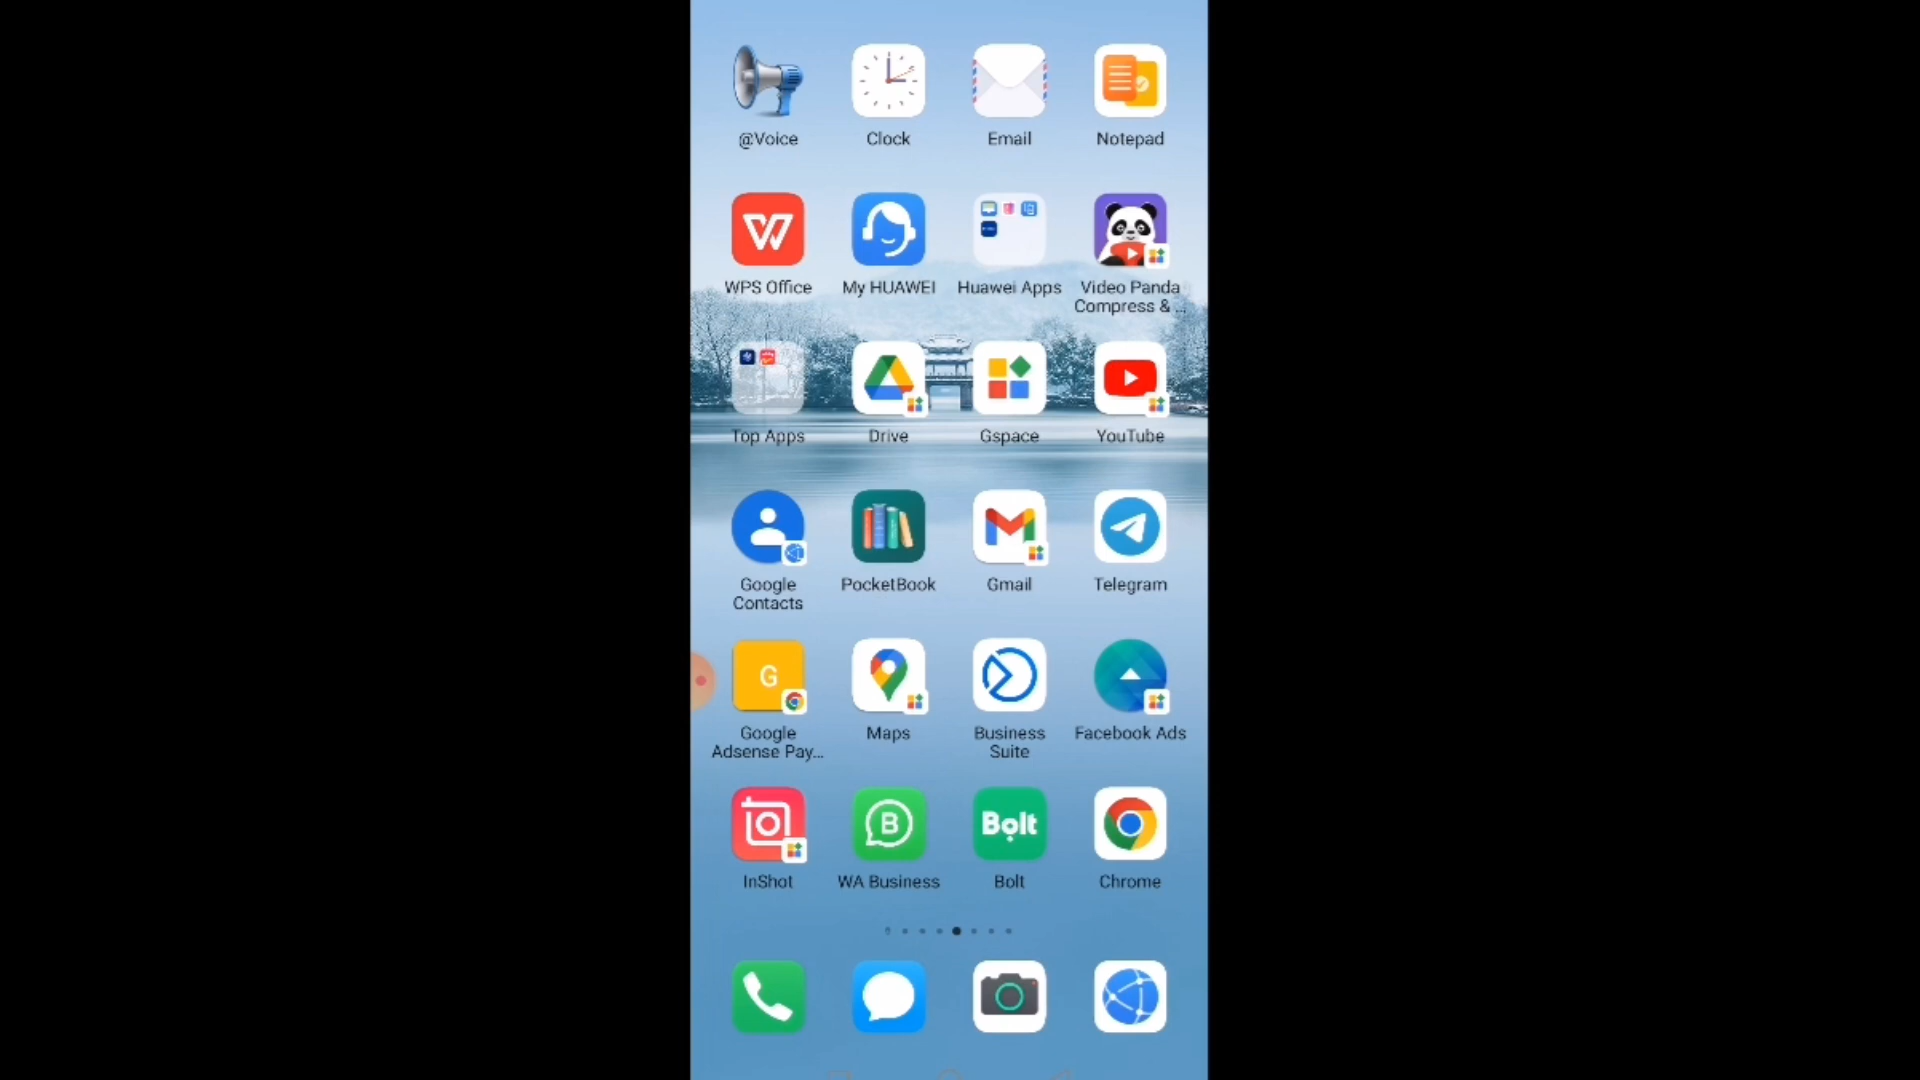 @Voice
Clock
Email
Notepad
WPS Office
My HUAWEI
Huawei Apps
Video Panda
Compress & ...
Top Apps
Drive
Gspace
YouTube
Google
Contacts
PocketBook
Gmail
Telegram
G
Google
Adsense Pay...
Maps
Business
Suite
Facebook Ads
InShot
B
WA Business
Bolt
Bolt
Chrome